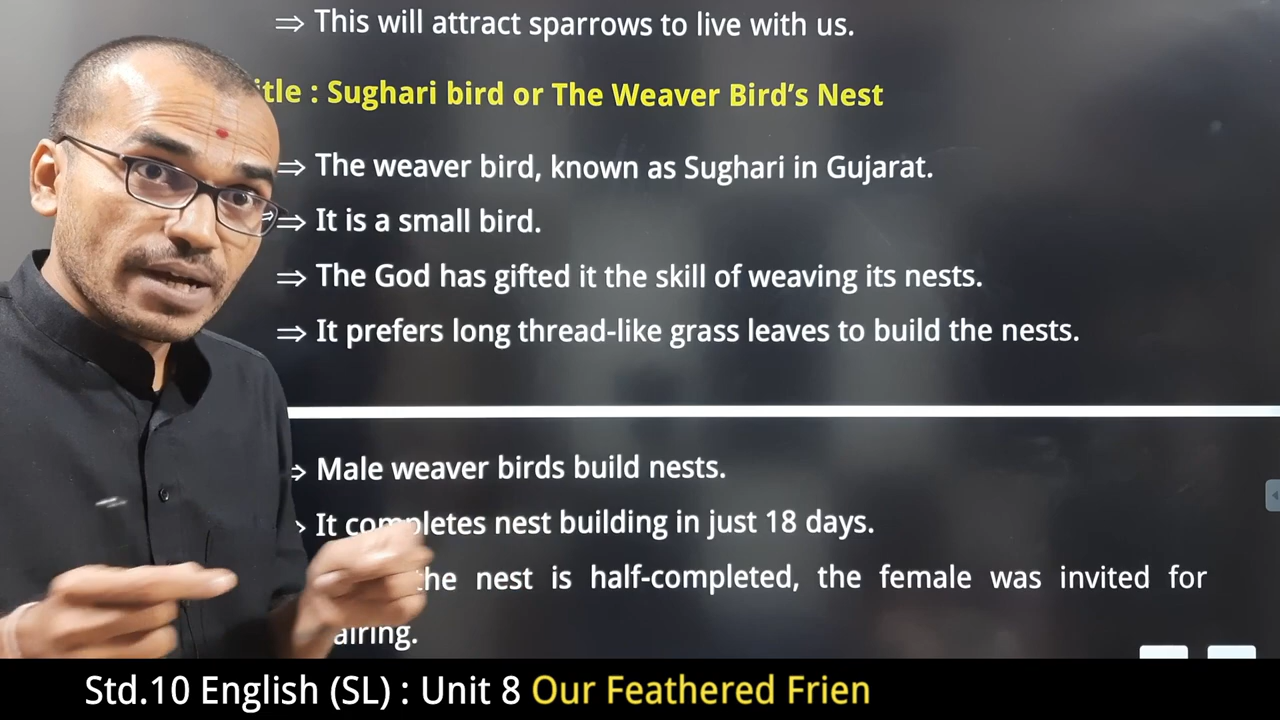 ⇒ This will attract sparrows to live with us.
itle : Sughari bird or The Weaver Bird's Nest
⇒ The weaver bird, known as Sughari in Gujarat.
⇒ It is a small bird.
⇒ The God has gifted it the skill of weaving its nests.
⇒ It prefers long thread-like grass leaves to build the nests.
⇒ Male weaver birds build nests.
⇒ It completes nest building in just 18 days.
the nest is half-completed, the female was invited for
airing.
Std.10 English (SL) : Unit 8 Our Feathered Frien